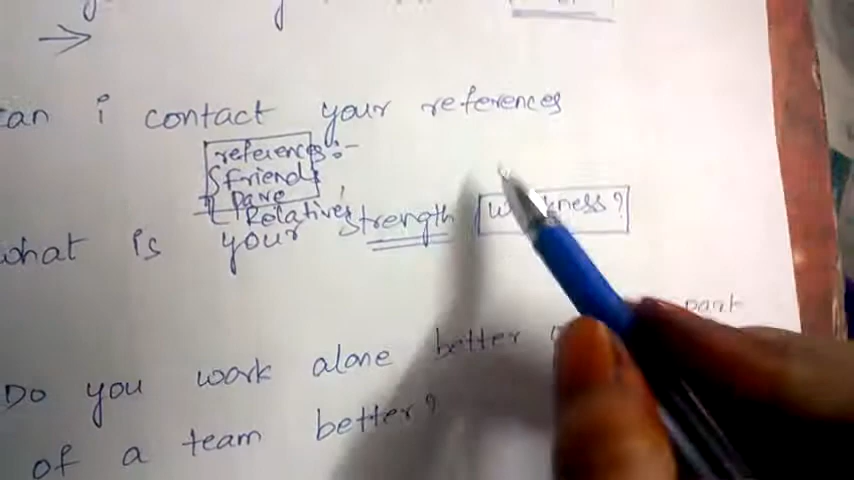 can i contact your references
references:-
Friends
Relatives
what is your strength weakness?
Do you work alone better part
of a team better?